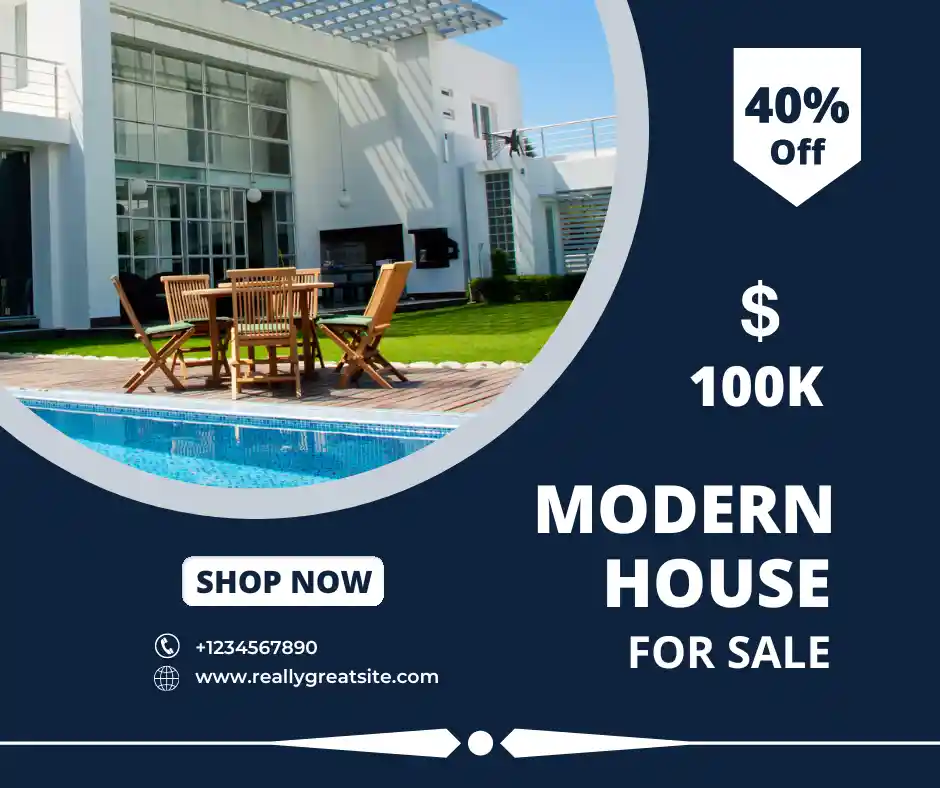 40%
Off
$
100K
MODERN
HOUSE
FOR SALE
SHOP NOW
+1234567890
www.reallygreatsite.com